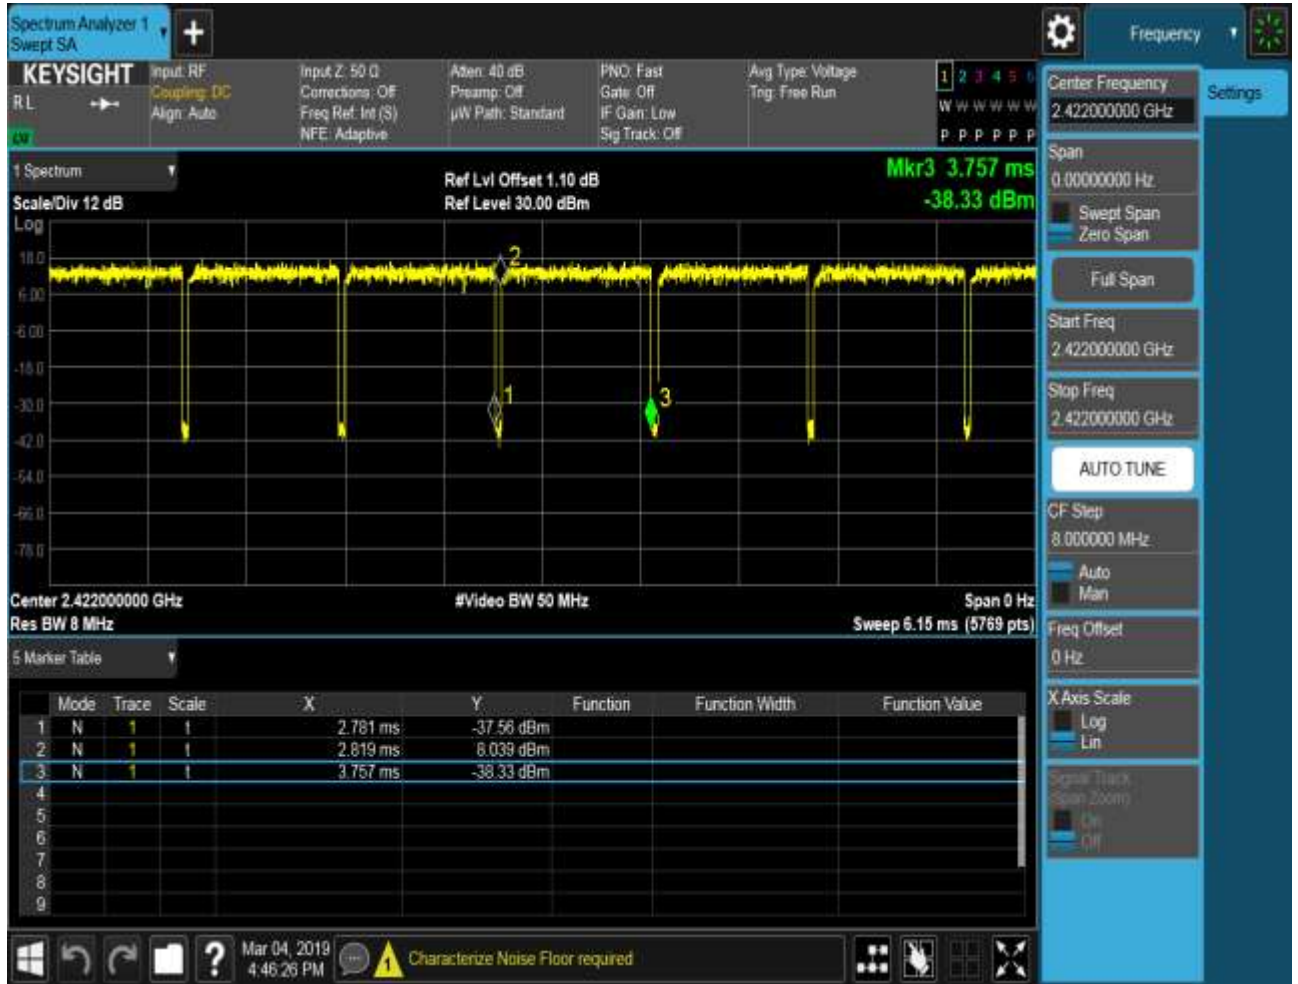 Spectrum Analyzer 1
Swept SA
+
Frequency
KEYSIGHT
RL
Input: RF
Coupling: DC
Align: Auto
Input Z: 50 Ω
Corrections: Off
Freq Ref: Int (S)
NFE: Adaptive
Atten: 40 dB
Preamp: Off
µW Path: Standard
PNO: Fast
Gate: Off
IF Gain: Low
Sig Track: Off
Avg Type: Voltage
Trig: Free Run
1 2 3 4 5 6
W W W W W W
P P P P P P
1 Spectrum
Scale/Div 12 dB
Ref Lvl Offset 1.10 dB
Ref Level 30.00 dBm
Mkr3 3.757 ms
-38.33 dBm
Log
18.0
6.00
-6.00
-18.0
-30.0
-42.0
-54.0
-66.0
-78.0
2
1
3
Center 2.422000000 GHz
Res BW 8 MHz
#Video BW 50 MHz
Span 0 Hz
Sweep 6.15 ms (5769 pts)
5 Marker Table
Mode Trace Scale X Y Function Function Width Function Value
1 N 1 t 2.781 ms -37.56 dBm
2 N 1 t 2.819 ms 8.039 dBm
3 N 1 t 3.757 ms -38.33 dBm
4
5
6
7
8
9
?
Mar 04, 2019
4:46:26 PM
1
Characterize Noise Floor required
Center Frequency
2.422000000 GHz
Settings
Span
0.00000000 Hz
Swept Span
Zero Span
Full Span
Start Freq
2.422000000 GHz
Stop Freq
2.422000000 GHz
AUTO TUNE
CF Step
8.000000 MHz
Auto
Man
Freq Offset
0 Hz
X Axis Scale
Log
Lin
Signal Track
(Span Zoom)
On
Off